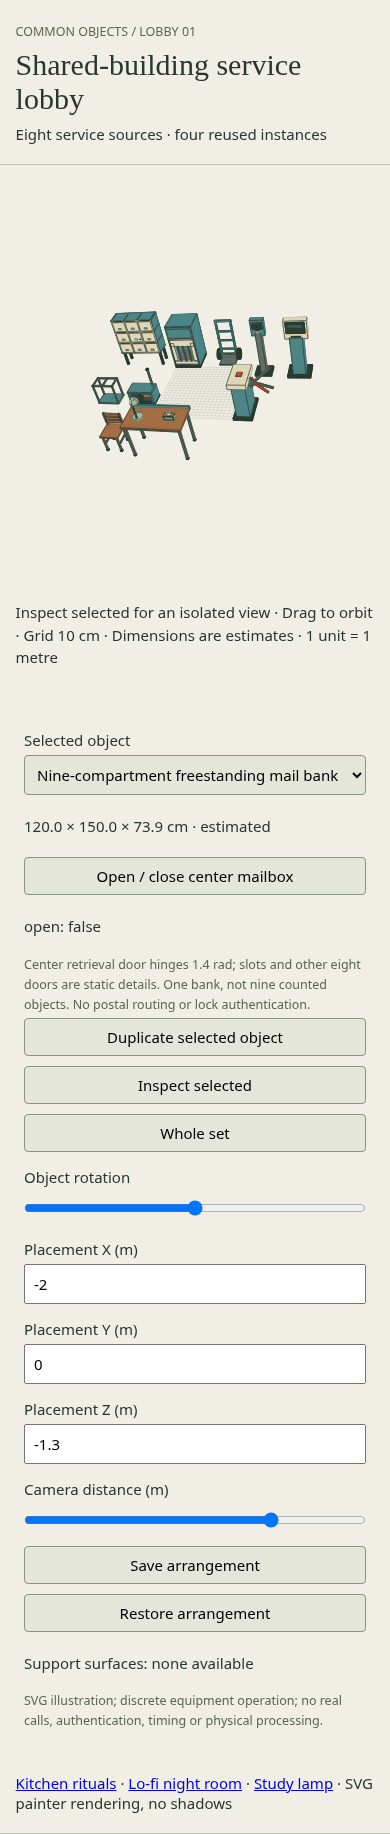 COMMON OBJECTS / LOBBY 01
Shared-building service
lobby
Eight service sources · four reused instances
Inspect selected for an isolated view · Drag to orbit
· Grid 10 cm · Dimensions are estimates · 1 unit = 1
metre
Selected object
Nine-compartment freestanding mail bank
120.0 × 150.0 × 73.9 cm · estimated
Open / close center mailbox
open: false
Center retrieval door hinges 1.4 rad; slots and other eight
doors are static details. One bank, not nine counted
objects. No postal routing or lock authentication.
Duplicate selected object
Inspect selected
Whole set
Object rotation
Placement X (m)
-2
Placement Y (m)
0
Placement Z (m)
-1.3
Camera distance (m)
Save arrangement
Restore arrangement
Support surfaces: none available
SVG illustration; discrete equipment operation; no real
calls, authentication, timing or physical processing.
Kitchen rituals · Lo-fi night room · Study lamp · SVG
painter rendering, no shadows